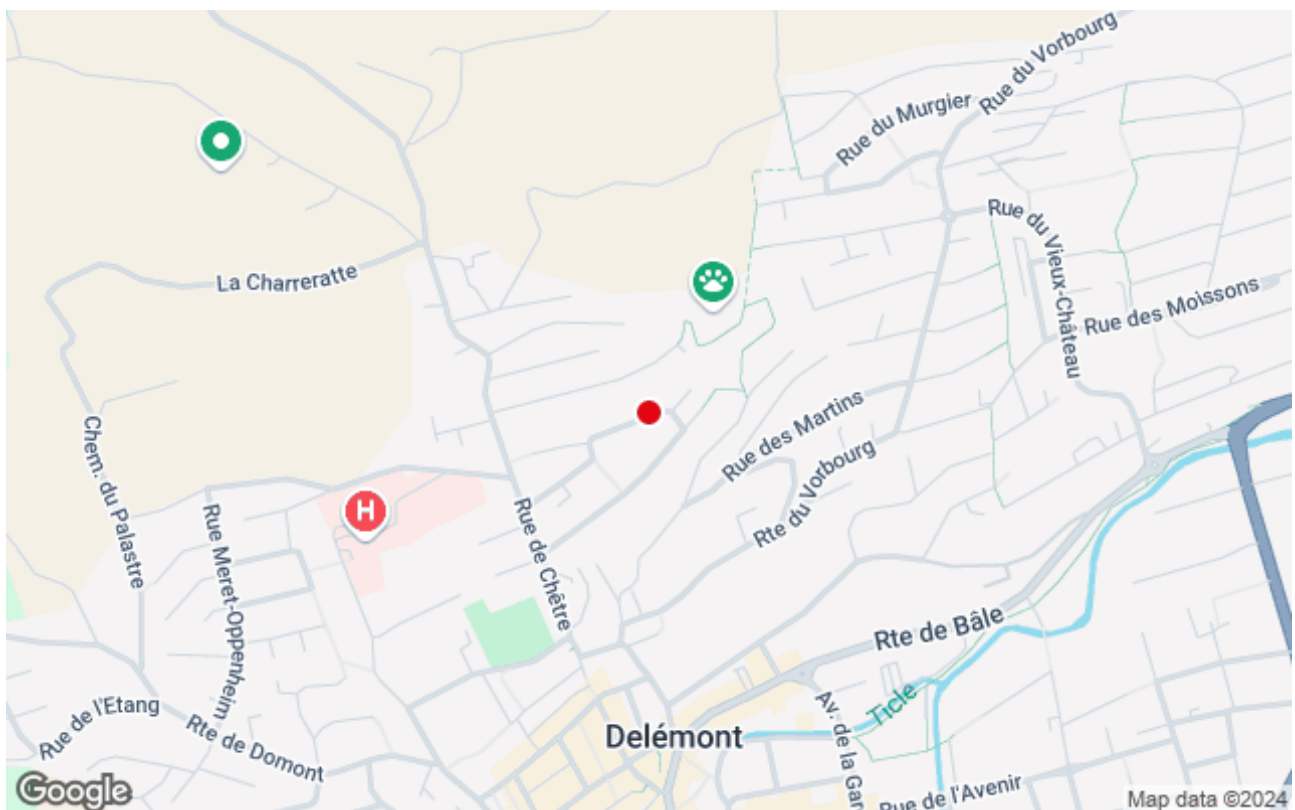 Rue du Vorbourg
Rue du Murgier
Rue du Vieux-Château
La Charreratte
Rue des Moissons
Chem. du Palastre
Rue des Martins
Rte du Vorbourg
H
Rue Meret-Oppenheim
Rue de Chêtre
Rte de Bâle
Rue de l'Etang
Rte de Domont
Ticle
Delémont
Av. de la Gar
Rue de l'Avenir
Google
Map data ©2024